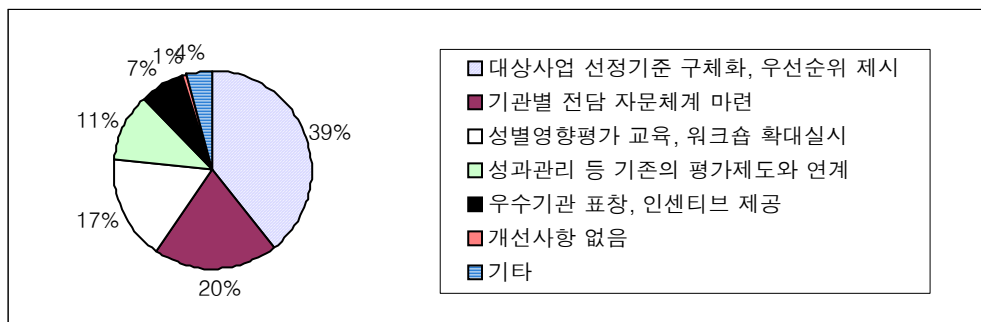 1%
4%
7%
11%
39%
17%
20%
대상사업 선정기준 구체화, 우선순위 제시
기관별 전담 자문체계 마련
성별영향평가 교육, 워크숍 확대실시
성과관리 등 기존의 평가제도와 연계
우수기관 표창, 인센티브 제공
개선사항 없음
기타